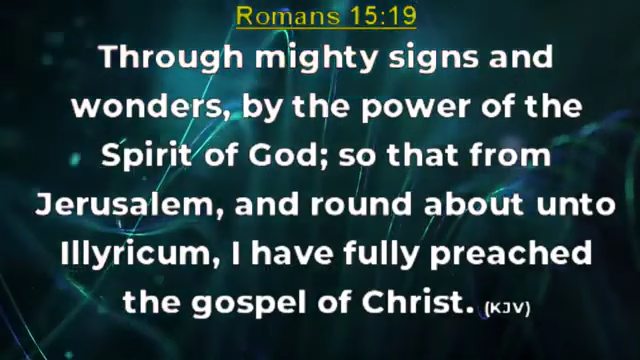 Romans 15:19
Through mighty signs and
wonders, by the power of the
Spirit of God; so that from
Jerusalem, and round about unto
Illyricum, I have fully preached
the gospel of Christ. (KJV)